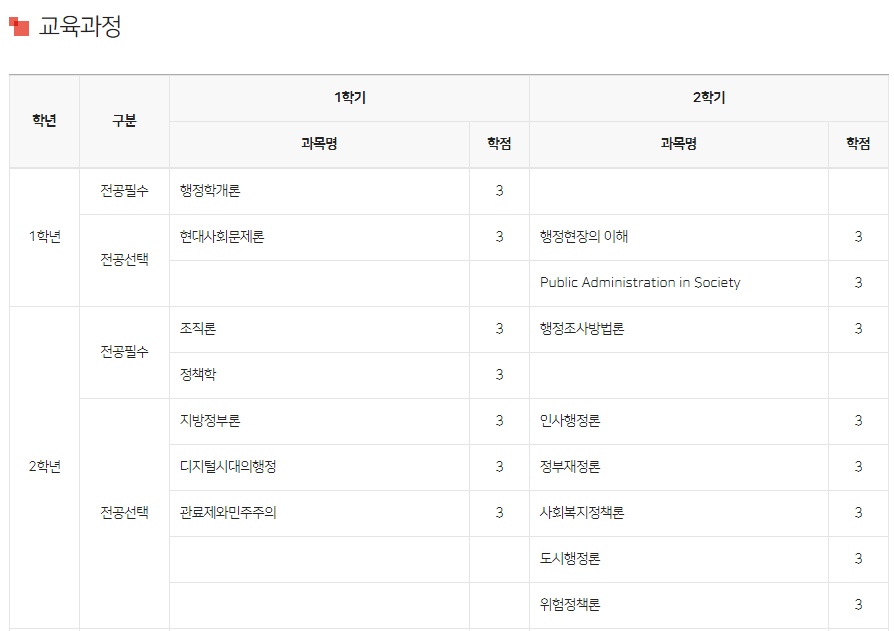 교육과정
학년 구분 1학기 2학기
과목명 학점 과목명 학점
1학년 전공필수 행정학개론 3
전공선택 현대사회문제론 3 행정현장의 이해 3
Public Administration in Society 3
2학년 전공필수 조직론 3 행정조사방법론 3
정책학 3
전공선택 지방정부론 3 인사행정론 3
디지털시대의행정 3 정부재정론 3
관료제와민주주의 3 사회복지정책론 3
도시행정론 3
위험정책론 3